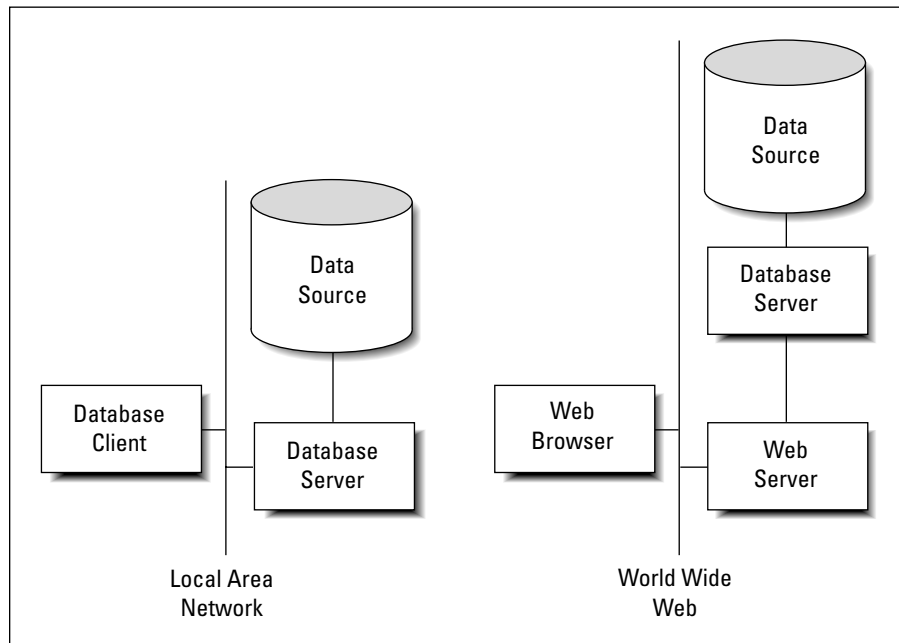 Data
Source
Database
Client
Database
Server
Local Area
Network
Data
Source
Database
Server
Web
Browser
Web
Server
World Wide
Web